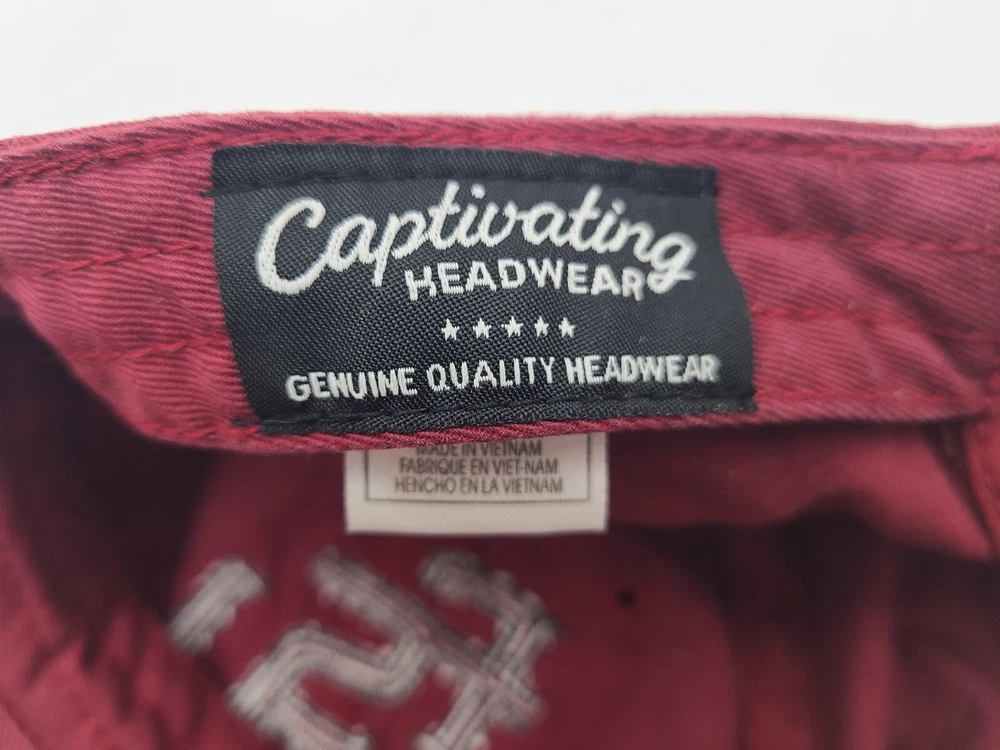 Captivating
HEADWEAR
GENUINE QUALITY HEADWEAR
MADE IN VIETNAM
FABRIQUE EN VIET-NAM
HENCHO EN LA VIETNAM